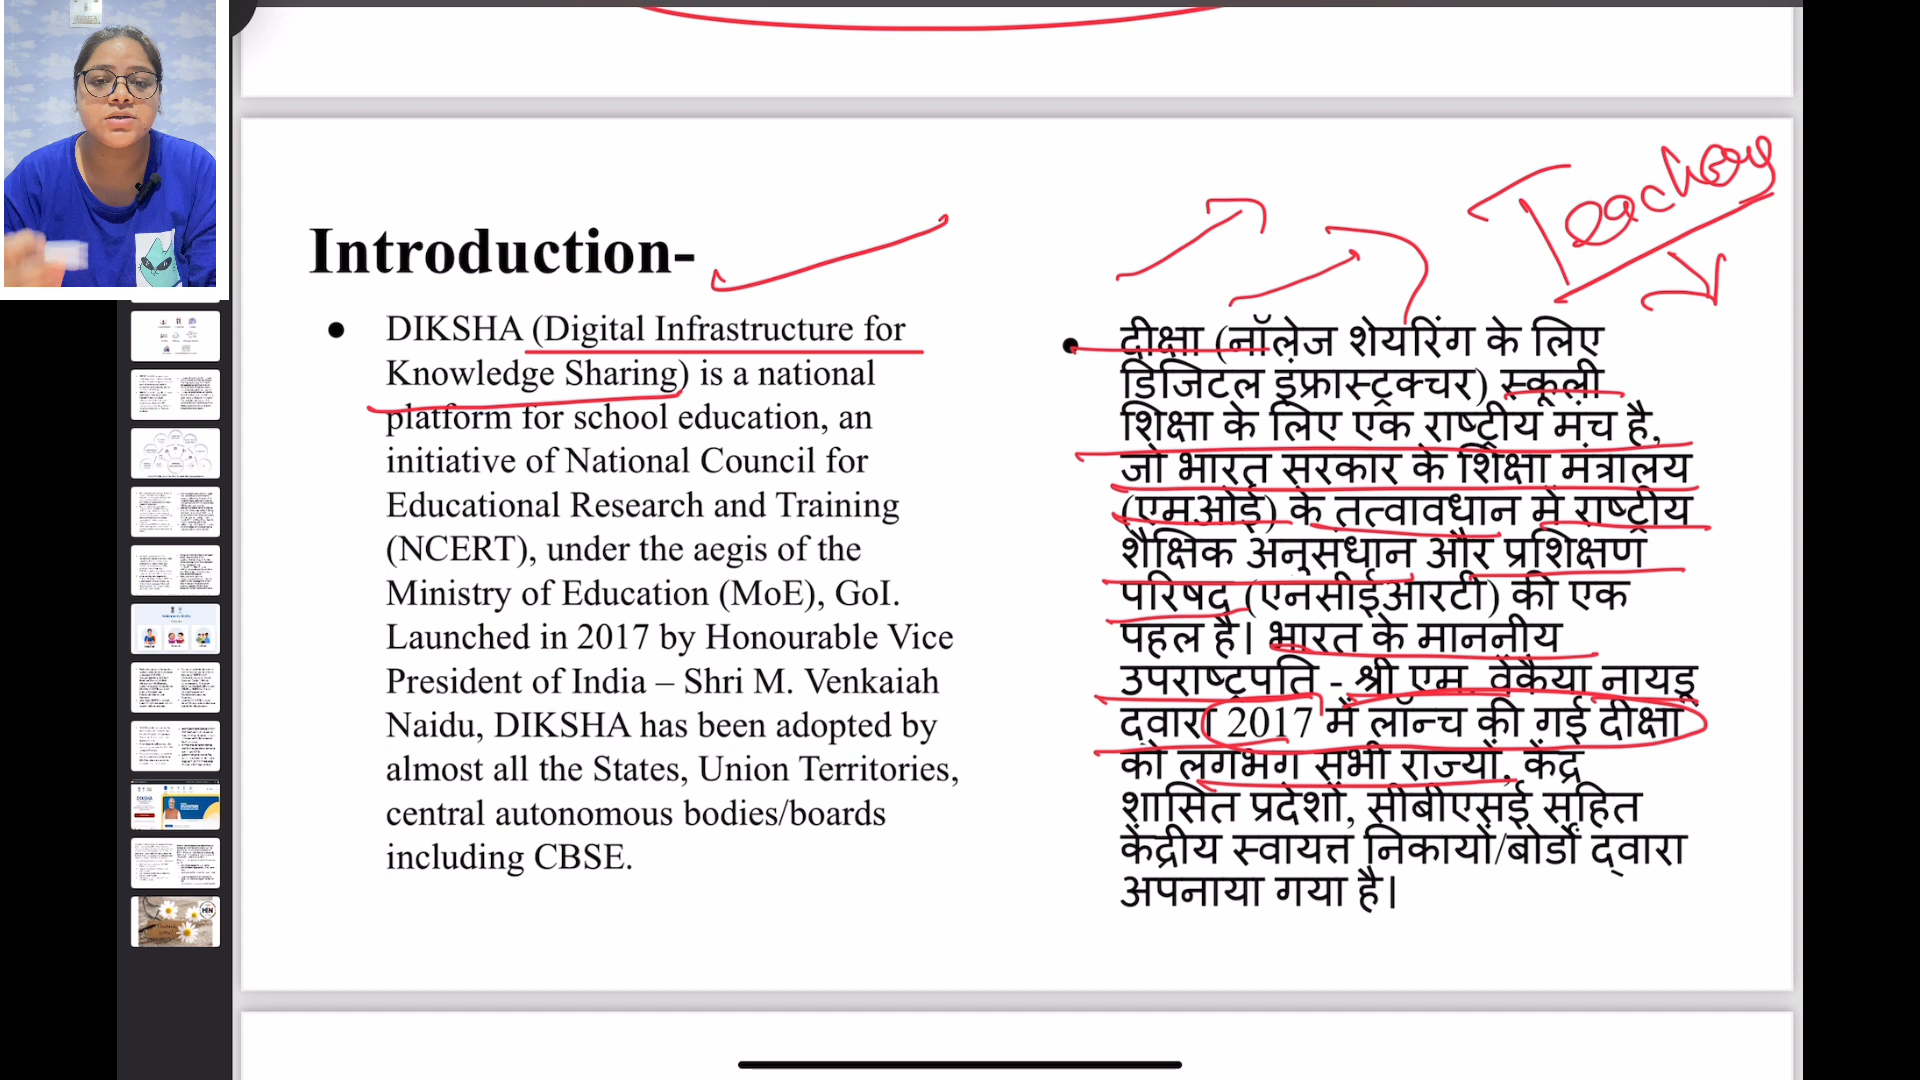 Teachers
Introduction-
● DIKSHA (Digital Infrastructure for
Knowledge Sharing) is a national
platform for school education, an
initiative of National Council for
Educational Research and Training
(NCERT), under the aegis of the
Ministry of Education (MoE), GoI.
Launched in 2017 by Honourable Vice
President of India – Shri M. Venkaiah
Naidu, DIKSHA has been adopted by
almost all the States, Union Territories,
central autonomous bodies/boards
including CBSE.
● दीक्षा (नॉलेज शेयरिंग के लिए
डिजिटल इंफ्रास्ट्रक्चर) स्कूली
शिक्षा के लिए एक राष्ट्रीय मंच है,
जो भारत सरकार के शिक्षा मंत्रालय
(एमओई) के तत्वावधान में राष्ट्रीय
शैक्षिक अनुसंधान और प्रशिक्षण
परिषद (एनसीईआरटी) की एक
पहल है। भारत के माननीय
उपराष्ट्रपति - श्री एम. वेंकैया नायडू
द्वारा 2017 में लॉन्च की गई दीक्षा
को लगभग सभी राज्यों, केंद्र
शासित प्रदेशों, सीबीएसई सहित
केंद्रीय स्वायत्त निकायों/बोर्डों द्वारा
अपनाया गया है।